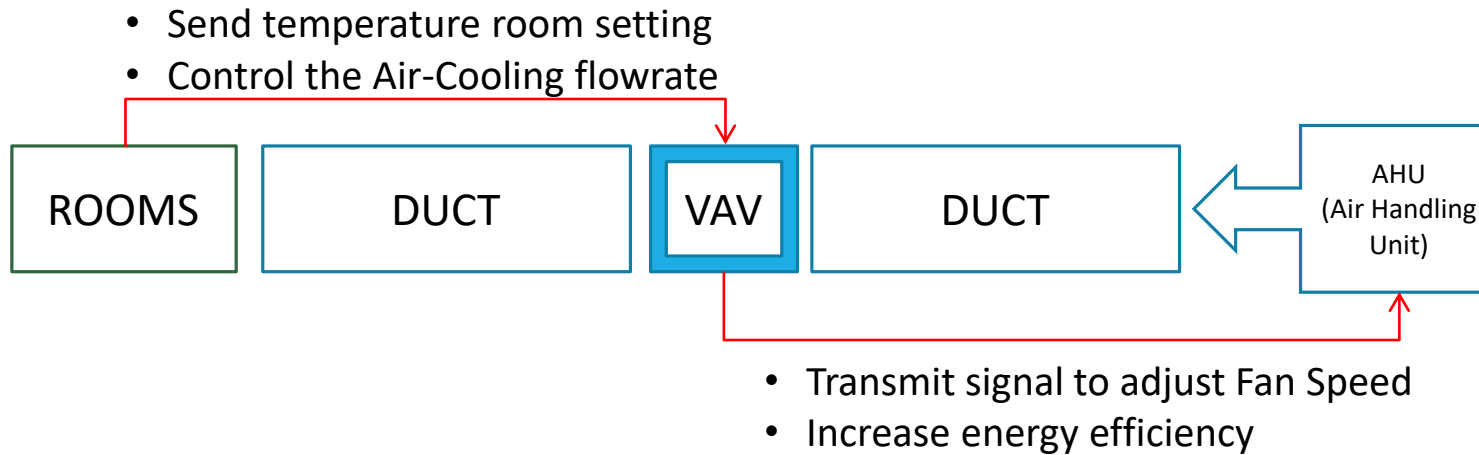 • Send temperature room setting
• Control the Air-Cooling flowrate
ROOMS
DUCT
VAV
DUCT
AHU
(Air Handling
Unit)
• Transmit signal to adjust Fan Speed
• Increase energy efficiency